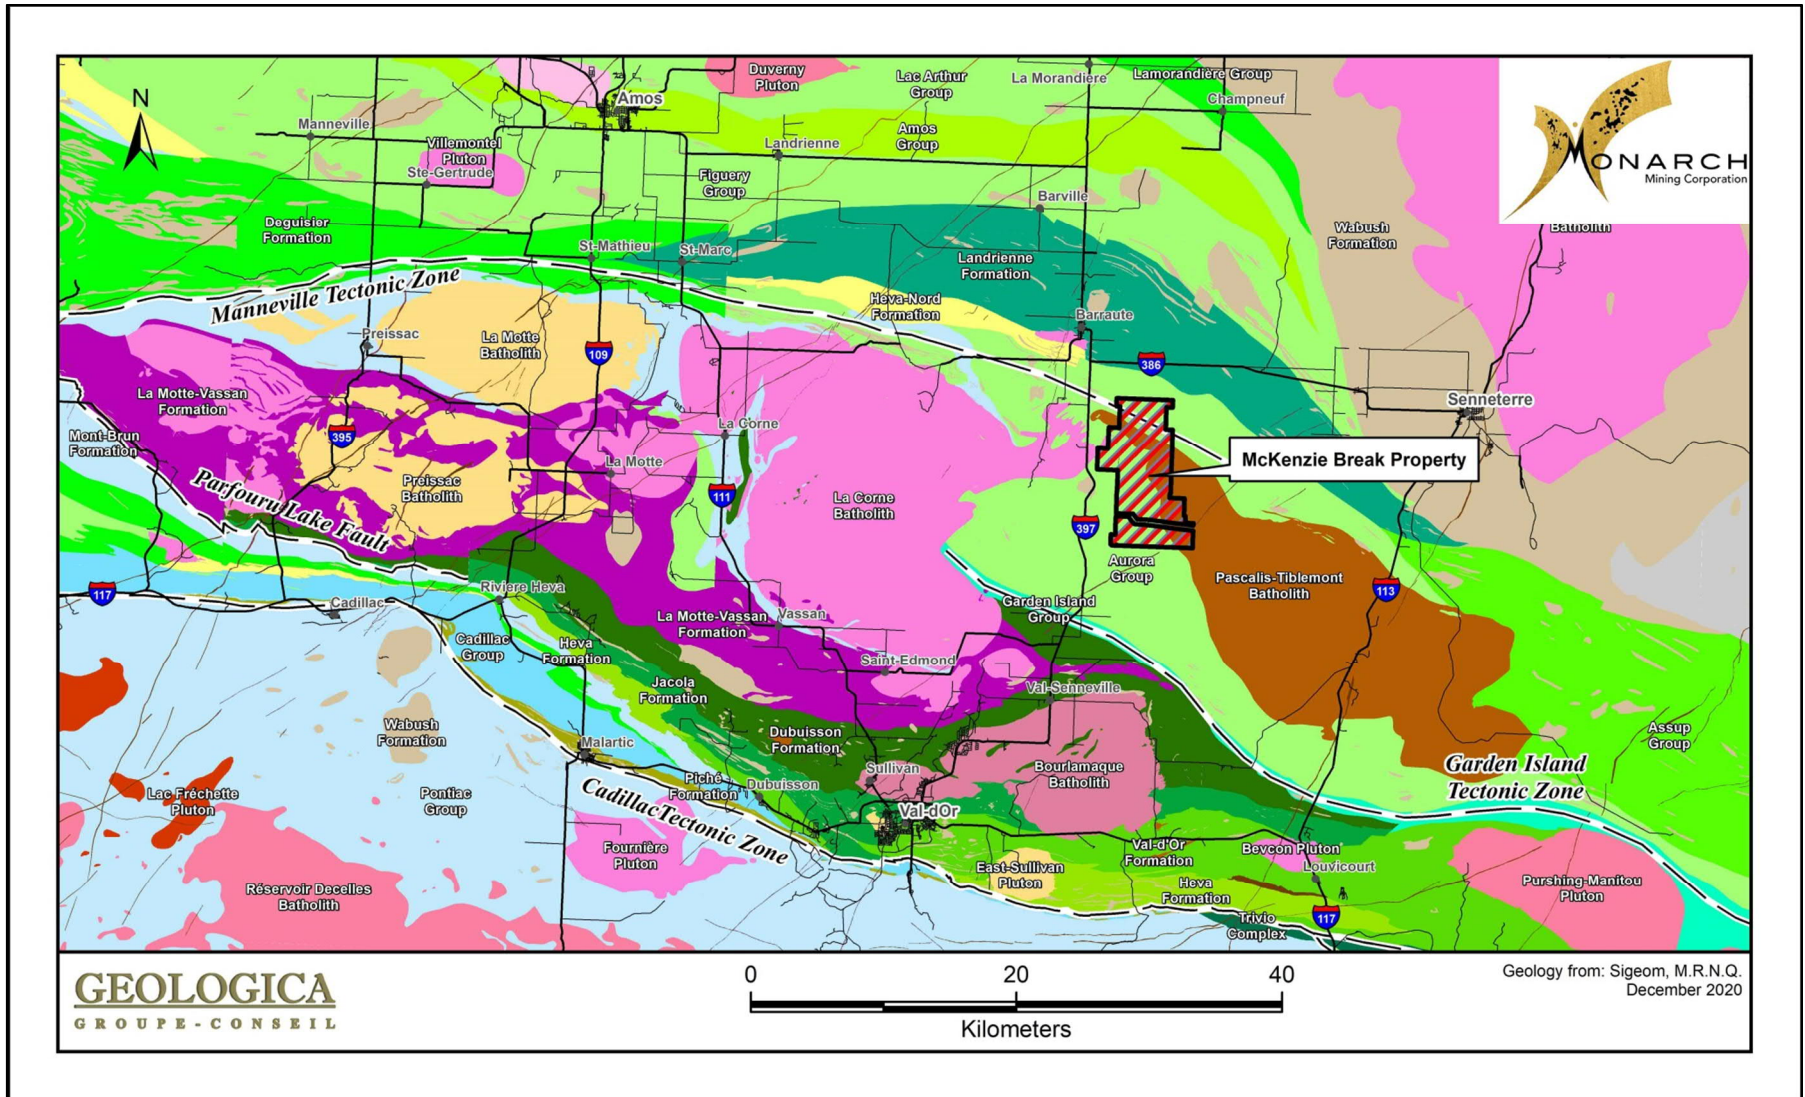 N
Amos
Duverny
Pluton
Lac Arthur
Group
La Morandière
Lamorandière Group
Champneuf
MONARCH
Mining Corporation
Manneville
Villemontel
Pluton
Ste-Gertrude
Landrienne
Amos
Group
Figuery
Group
Barville
Deguisier
Formation
St-Mathieu
St-Marc
Landrienne
Formation
Wabush
Formation
Batholith
Manneville Tectonic Zone
Heva-Nord
Formation
Barraute
Preissac
La Motte
Batholith
109
386
La Motte-Vassan
Formation
Senneterre
Mont-Brun
Formation
395
La Corne
McKenzie Break Property
La Motte
Preissac
Batholith
111
La Corne
Batholith
Parfouru Lake Fault
397
Aurora
Group
Pascalis-Tiblemont
Batholith
113
117
Cadillac
Riviere Heva
Garden Island
Group
La Motte-Vassan
Formation
Vassan
Cadillac
Group
Heva
Formation
Saint-Edmond
Jacola
Formation
Val-Senneville
Wabush
Formation
Dubuisson
Formation
Assup
Group
Malartic
Sullivan
Bourlamaque
Batholith
Garden Island
Tectonic Zone
Piché
Formation
Dubuisson
Lac Fréchette
Pluton
Pontiac
Group
Cadillac Tectonic Zone
Val-dOr
Fournière
Pluton
Val-d'Or
Formation
Bevcon Pluton
Louvicourt
East-Sullivan
Pluton
Heva
Formation
Réservoir Decelles
Batholith
Purshing-Manitou
Pluton
Trivio
Complex
117
GEOLOGICA
GROUPE-CONSEIL
0 20 40
Kilometers
Geology from: Sigeom, M.R.N.Q.
December 2020